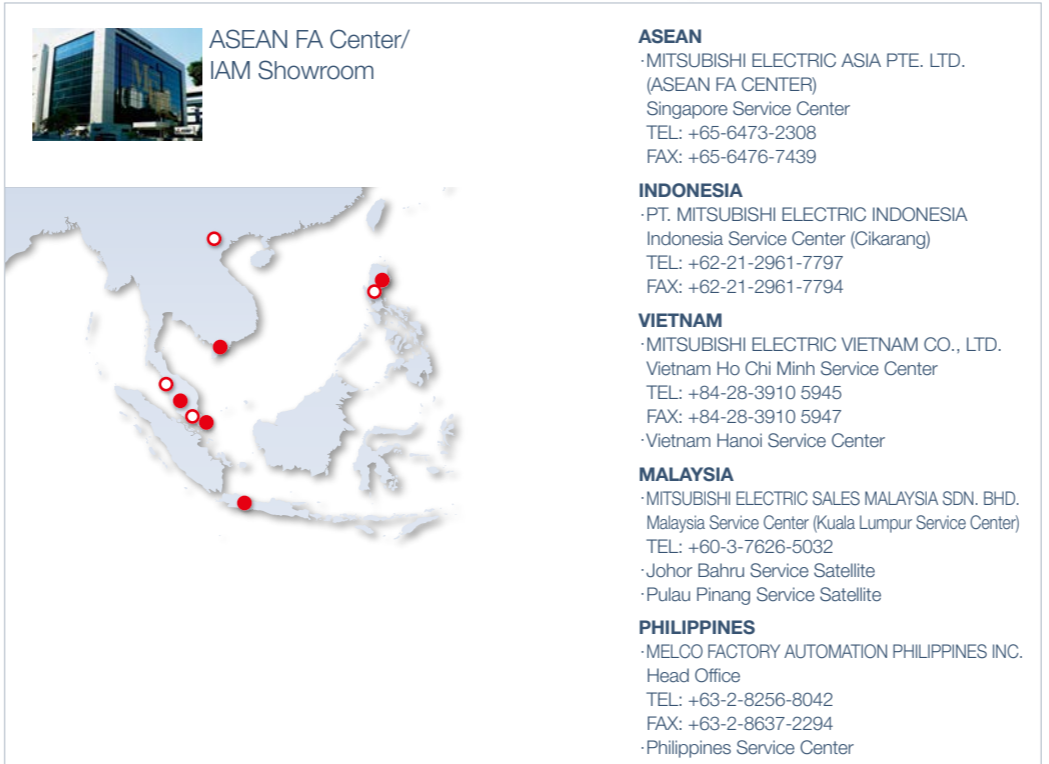 ASEAN FA Center/
IAM Showroom
ASEAN
·MITSUBISHI ELECTRIC ASIA PTE. LTD.
(ASEAN FA CENTER)
Singapore Service Center
TEL: +65-6473-2308
FAX: +65-6476-7439
INDONESIA
·PT. MITSUBISHI ELECTRIC INDONESIA
Indonesia Service Center (Cikarang)
TEL: +62-21-2961-7797
FAX: +62-21-2961-7794
VIETNAM
·MITSUBISHI ELECTRIC VIETNAM CO., LTD.
Vietnam Ho Chi Minh Service Center
TEL: +84-28-3910 5945
FAX: +84-28-3910 5947
·Vietnam Hanoi Service Center
MALAYSIA
·MITSUBISHI ELECTRIC SALES MALAYSIA SDN. BHD.
Malaysia Service Center (Kuala Lumpur Service Center)
TEL: +60-3-7626-5032
·Johor Bahru Service Satellite
·Pulau Pinang Service Satellite
PHILIPPINES
·MELCO FACTORY AUTOMATION PHILIPPINES INC.
Head Office
TEL: +63-2-8256-8042
FAX: +63-2-8637-2294
·Philippines Service Center